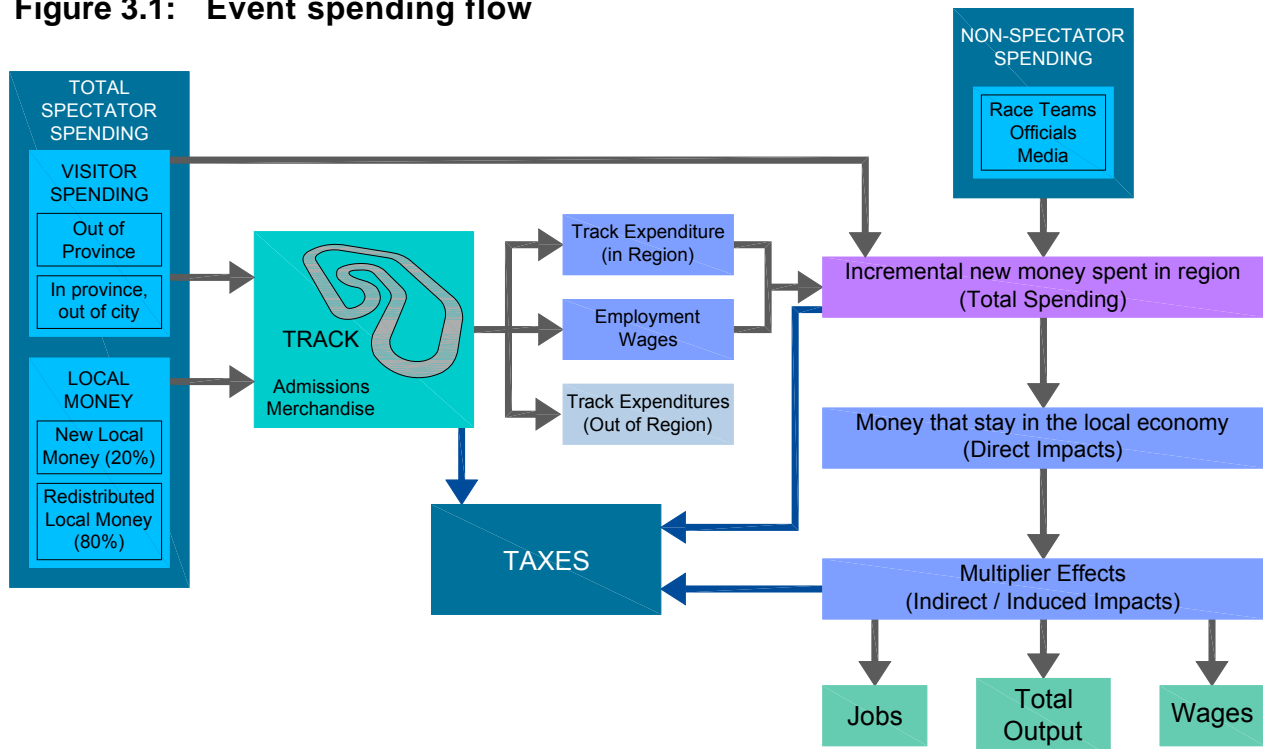 Figure 3.1: Event spending flow
NON-SPECTATOR
SPENDING
Race Teams
Officials
Media
TOTAL
SPECTATOR
SPENDING
VISITOR
SPENDING
Out of
Province
In province,
out of city
LOCAL
MONEY
New Local
Money (20%)
Redistributed
Local Money
(80%)
TRACK
Admissions
Merchandise
Track Expenditure
(in Region)
Employment
Wages
Track Expenditures
(Out of Region)
Incremental new money spent in region
(Total Spending)
Money that stay in the local economy
(Direct Impacts)
TAXES
Multiplier Effects
(Indirect / Induced Impacts)
Jobs
Total
Output
Wages